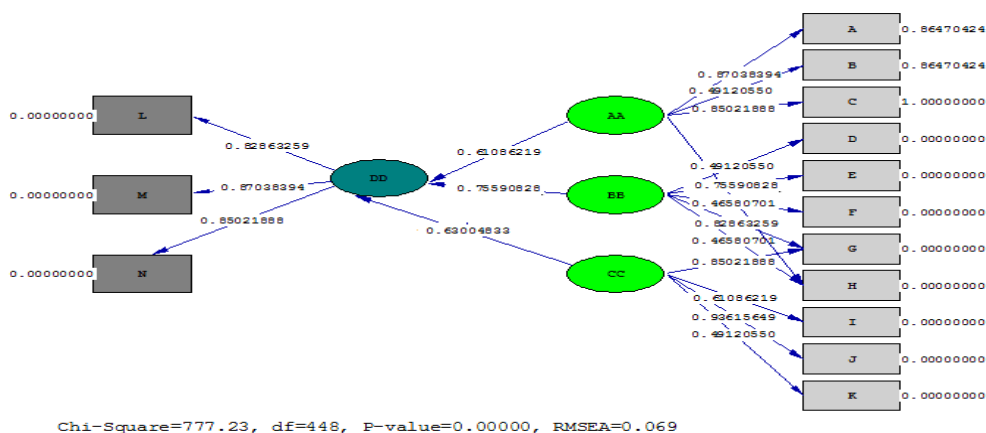 A 0.86470424
B 0.86470424
0.87038394
0.49120550
0.00000000 L AA 0.85021888 C 1.00000000
0.82863259 0.61086219 D 0.00000000
0.49120550
DD 0.75590828 E 0.00000000
0.00000000 M 0.87038394 0.75590828 BB 0.46580701
0.85021888 F 0.00000000
0.82863259
0.63004833 0.46580701 G 0.00000000
0.00000000 N CC 0.85021888
H 0.00000000
0.61086219
0.93615649 I 0.00000000
0.49120550
J 0.00000000
K 0.00000000
Chi-Square=777.23, df=448, P-value=0.00000, RMSEA=0.069